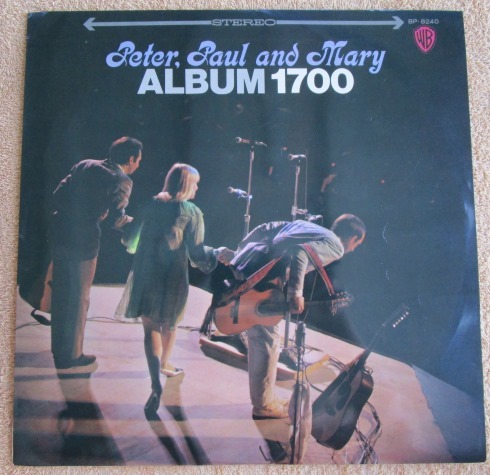 STEREO
BP-8240
WB
Peter, Paul and Mary
ALBUM 1700